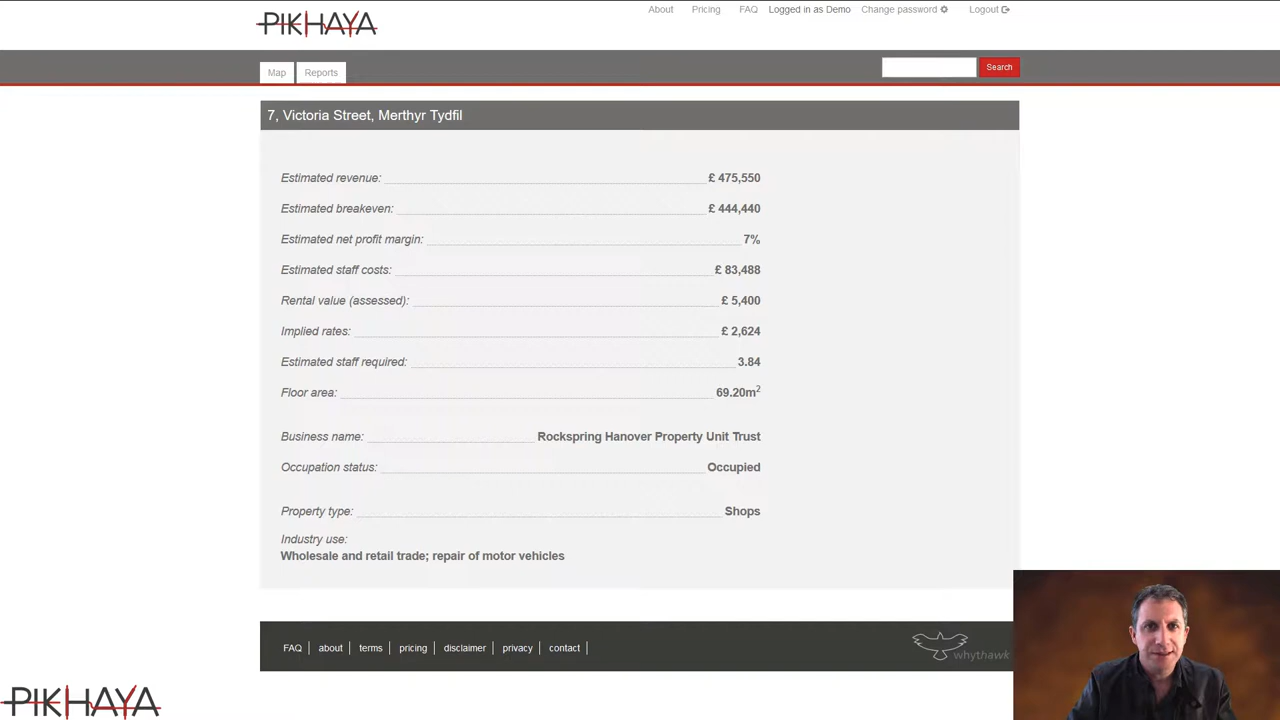 PIKHAYA
About Pricing FAQ Logged in as Demo Change password Logout
Map Reports Search
7, Victoria Street, Merthyr Tydfil
Estimated revenue: £ 475,550
Estimated breakeven: £ 444,440
Estimated net profit margin: 7%
Estimated staff costs: £ 83,488
Rental value (assessed): £ 5,400
Implied rates: £ 2,624
Estimated staff required: 3.84
Floor area: 69.20m²
Business name: Rockspring Hanover Property Unit Trust
Occupation status: Occupied
Property type: Shops
Industry use:
Wholesale and retail trade; repair of motor vehicles
FAQ about terms pricing disclaimer privacy contact
whythawk
PIKHAYA